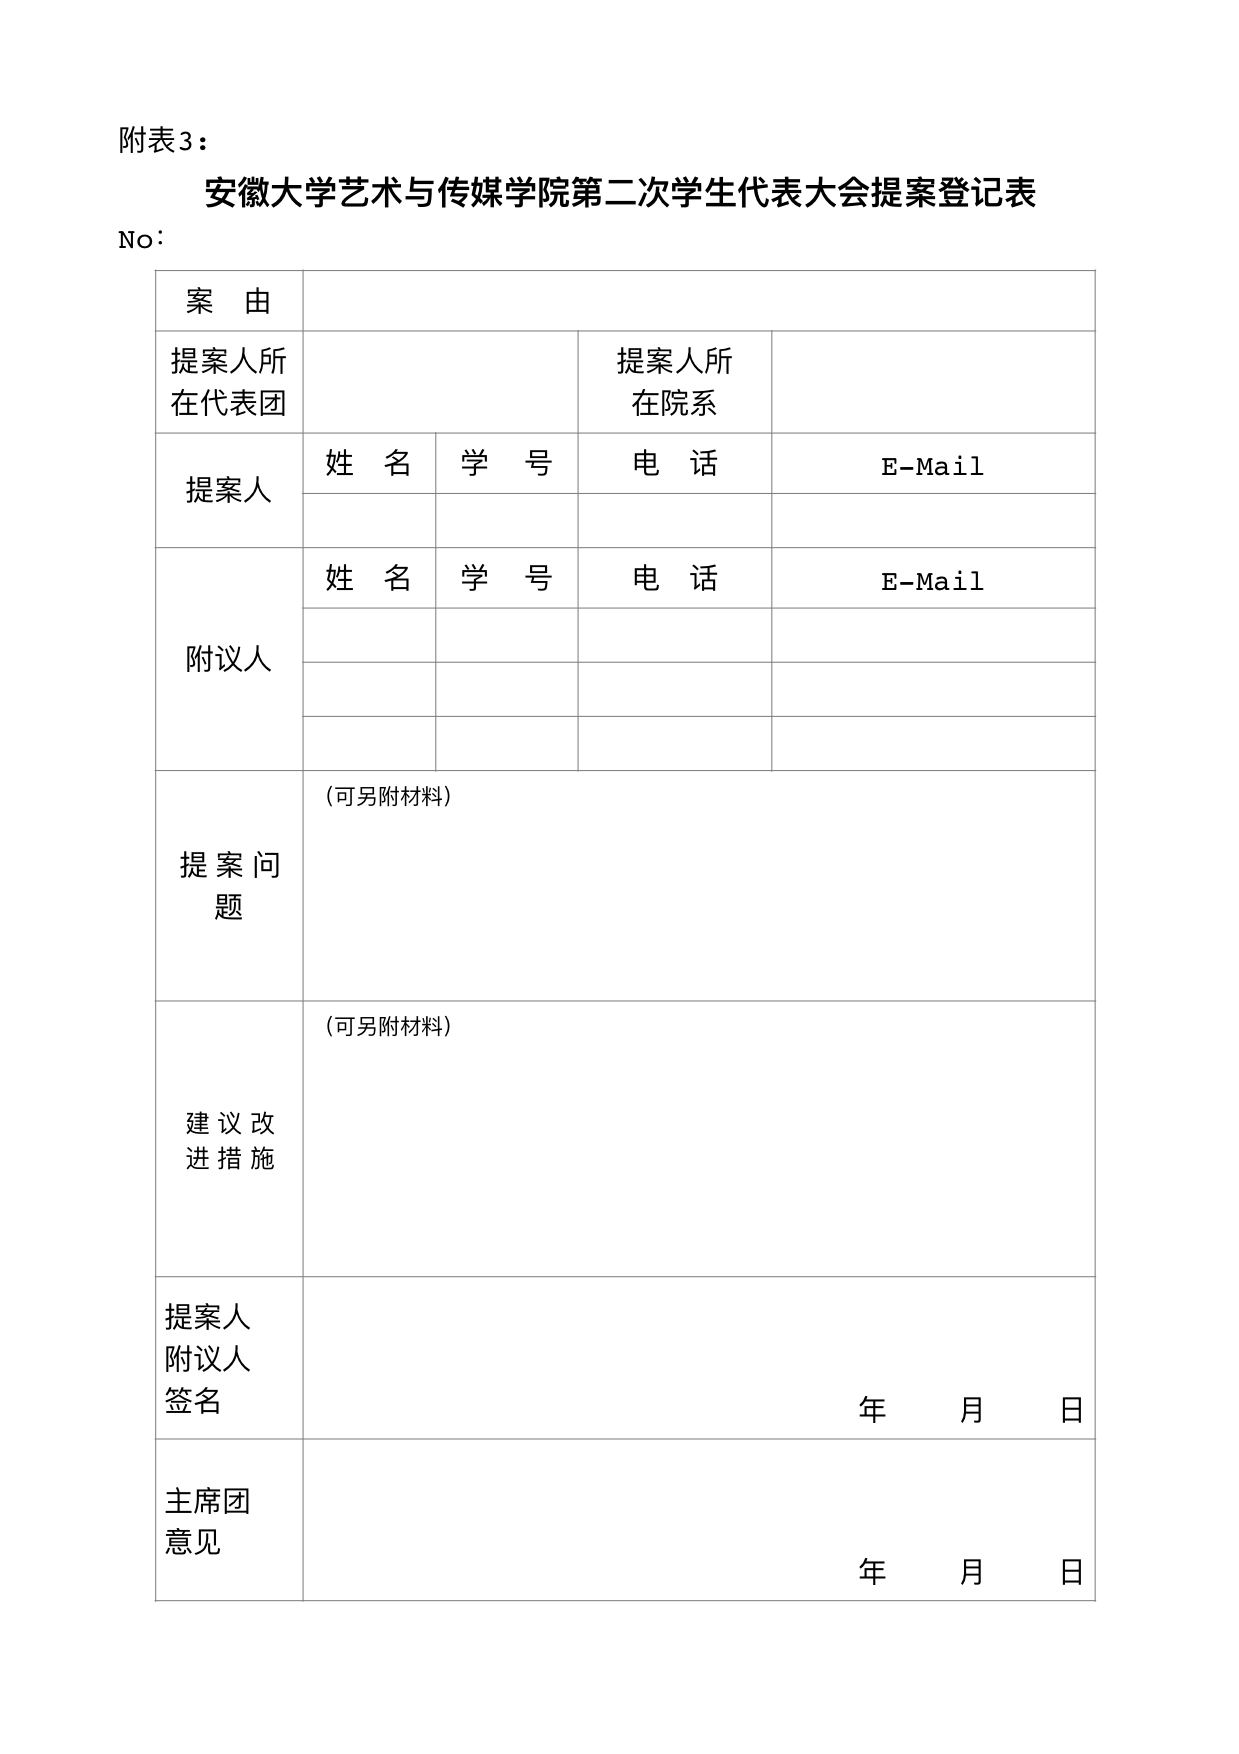 附表3：
安徽大学艺术与传媒学院第二次学生代表大会提案登记表
No：
案　由
提案人所
在代表团
提案人所
在院系
提案人
姓　名
学　号
电　话
E-Mail
附议人
姓　名
学　号
电　话
E-Mail
提 案 问
题
（可另附材料）
建 议 改
进 措 施
（可另附材料）
提案人
附议人
签名
年　　月　　日
主席团
意见
年　　月　　日